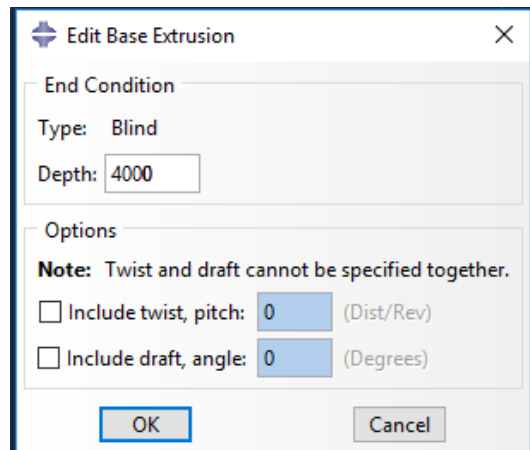 Edit Base Extrusion
End Condition
Type: Blind
Depth: 4000
Options
Note: Twist and draft cannot be specified together.
Include twist, pitch: 0 (Dist/Rev)
Include draft, angle: 0 (Degrees)
OK Cancel